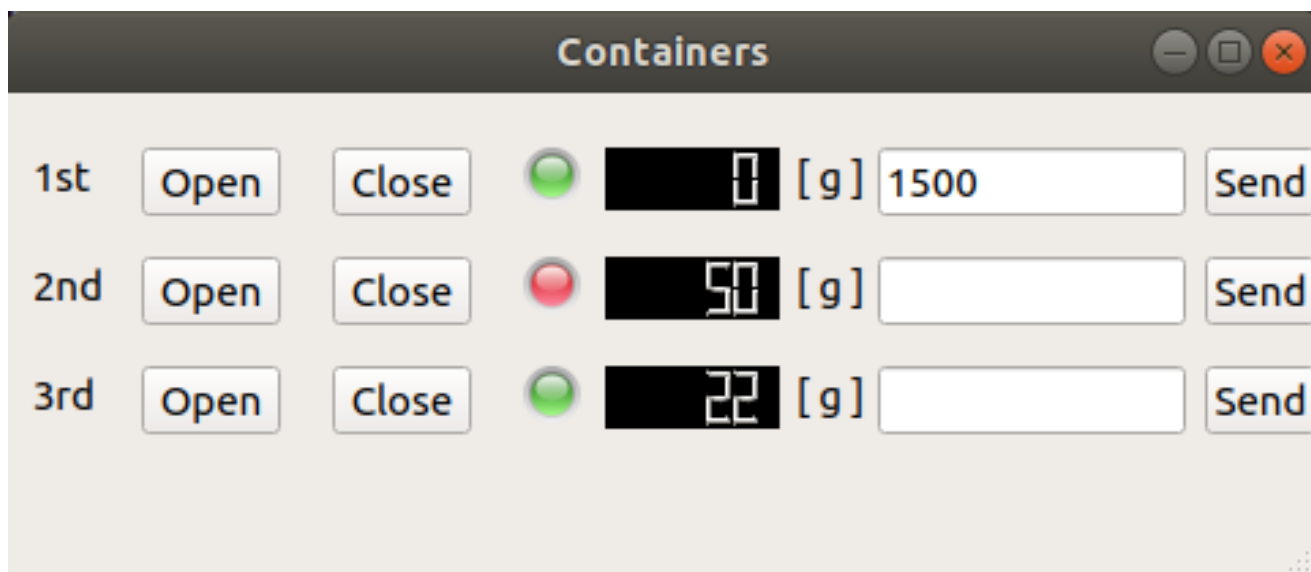 Containers
1st Open Close 0 [g] 1500 Send
2nd Open Close 50 [g] Send
3rd Open Close 22 [g] Send